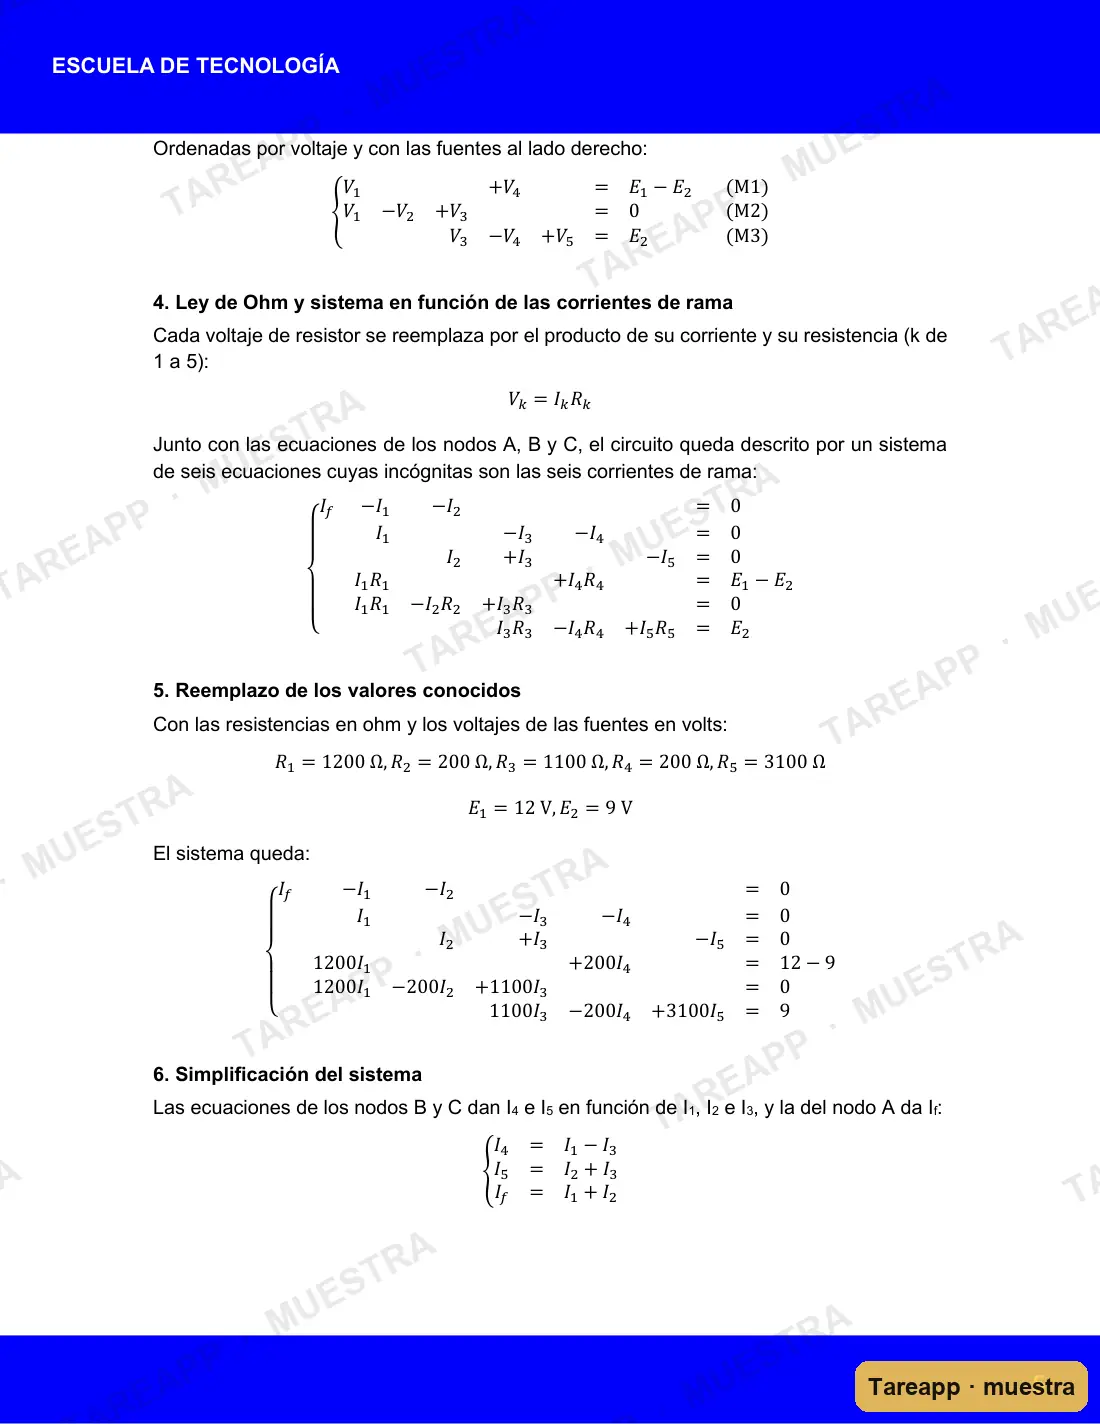 ESCUELA DE TECNOLOGÍA
Ordenadas por voltaje y con las fuentes al lado derecho:
V₁ +V₄ = E₁ − E₂ (M1)
V₁ −V₂ +V₃ = 0 (M2)
V₃ −V₄ +V₅ = E₂ (M3)
4. Ley de Ohm y sistema en función de las corrientes de rama
Cada voltaje de resistor se reemplaza por el producto de su corriente y su resistencia (k de
1 a 5):
Vₖ = IₖRₖ
Junto con las ecuaciones de los nodos A, B y C, el circuito queda descrito por un sistema
de seis ecuaciones cuyas incógnitas son las seis corrientes de rama:
I_f −I₁ −I₂ = 0
I₁ −I₃ −I₄ = 0
I₂ +I₃ −I₅ = 0
I₁R₁ +I₄R₄ = E₁ − E₂
I₁R₁ −I₂R₂ +I₃R₃ = 0
I₃R₃ −I₄R₄ +I₅R₅ = E₂
5. Reemplazo de los valores conocidos
Con las resistencias en ohm y los voltajes de las fuentes en volts:
R₁ = 1200 Ω, R₂ = 200 Ω, R₃ = 1100 Ω, R₄ = 200 Ω, R₅ = 3100 Ω
E₁ = 12 V, E₂ = 9 V
El sistema queda:
I_f −I₁ −I₂ = 0
I₁ −I₃ −I₄ = 0
I₂ +I₃ −I₅ = 0
1200I₁ +200I₄ = 12 − 9
1200I₁ −200I₂ +1100I₃ = 0
1100I₃ −200I₄ +3100I₅ = 9
6. Simplificación del sistema
Las ecuaciones de los nodos B y C dan I₄ e I₅ en función de I₁, I₂ e I₃, y la del nodo A da I_f:
I₄ = I₁ − I₃
I₅ = I₂ + I₃
I_f = I₁ + I₂
Tareapp · muestra
TAREAPP · MUESTRA